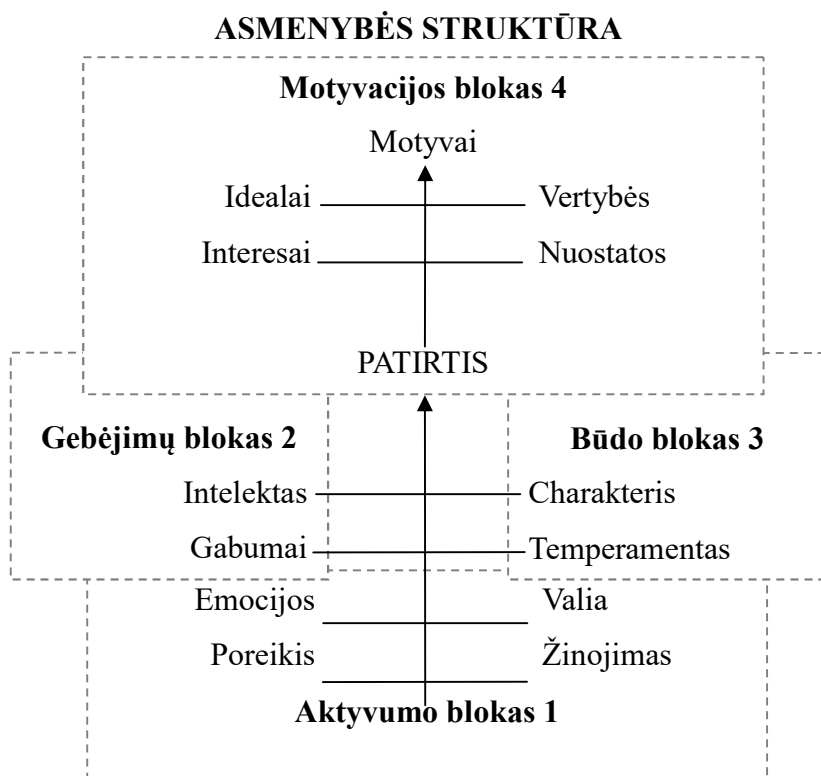 ASMENYBĖS STRUKTŪRA
Motyvacijos blokas 4
Motyvai
Idealai Vertybės
Interesai Nuostatos
PATIRTIS
Gebėjimų blokas 2 Būdo blokas 3
Intelektas Charakteris
Gabumai Temperamentas
Emocijos Valia
Poreikis Žinojimas
Aktyvumo blokas 1